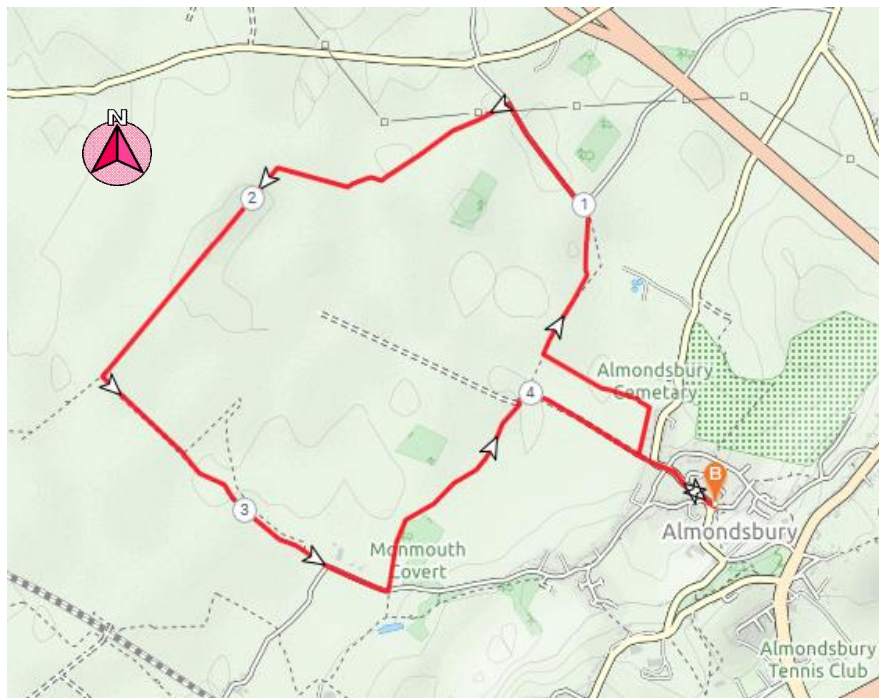 N
2
1
4
Almondsbury
Cemetary
B
3
Almondsbury
Monmouth
Covert
Almondsbury
Tennis Club